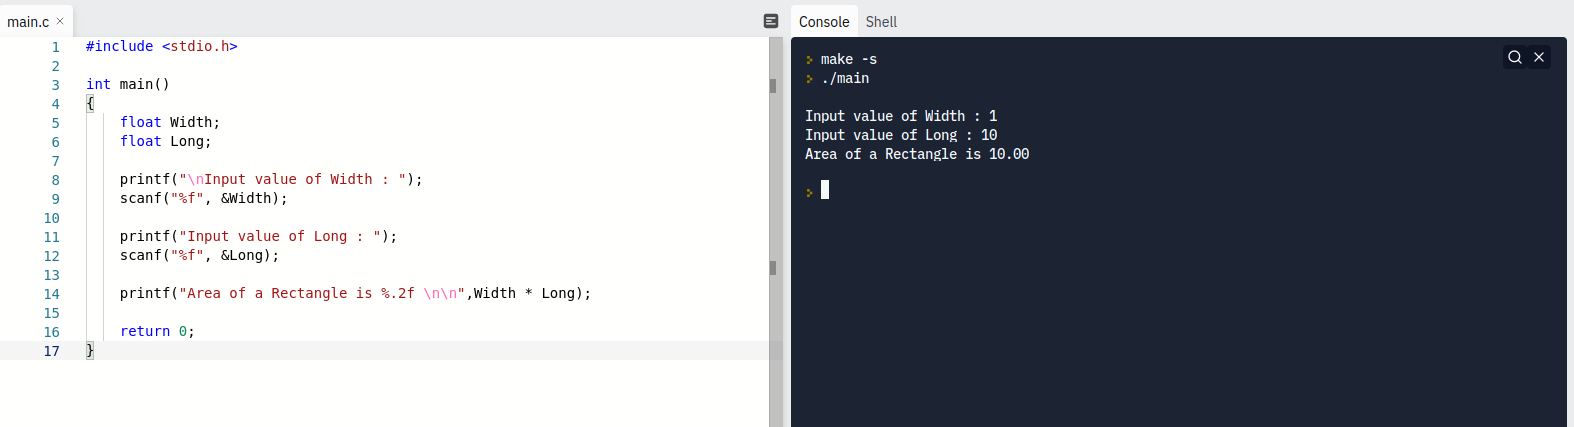 main.c ×
1 #include <stdio.h>
2
3 int main()
4 {
5     float Width;
6     float Long;
7
8     printf("\nInput value of Width : ");
9     scanf("%f", &Width);
10
11     printf("Input value of Long : ");
12     scanf("%f", &Long);
13
14     printf("Area of a Rectangle is %.2f \n\n",Width * Long);
15
16     return 0;
17 }
Console Shell
make -s
./main
Input value of Width : 1
Input value of Long : 10
Area of a Rectangle is 10.00